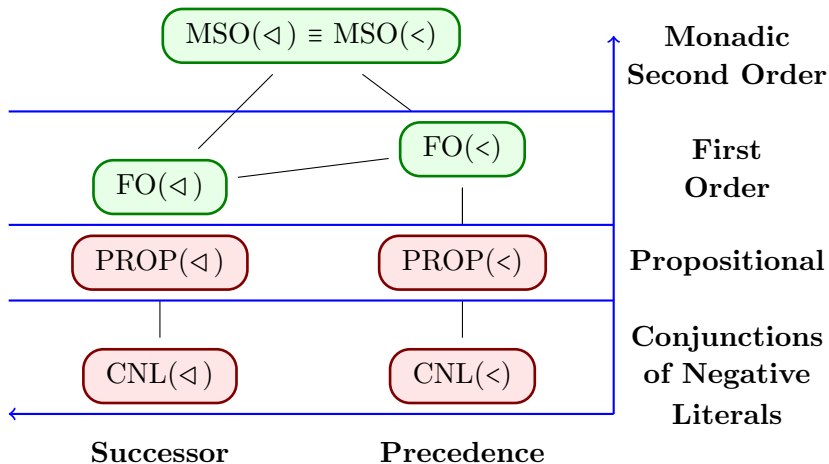 MSO(◁) ≡ MSO(<)
Monadic
Second Order
FO(◁)
FO(<)
First
Order
PROP(◁)
PROP(<)
Propositional
CNL(◁)
CNL(<)
Conjunctions
of Negative
Literals
Successor
Precedence